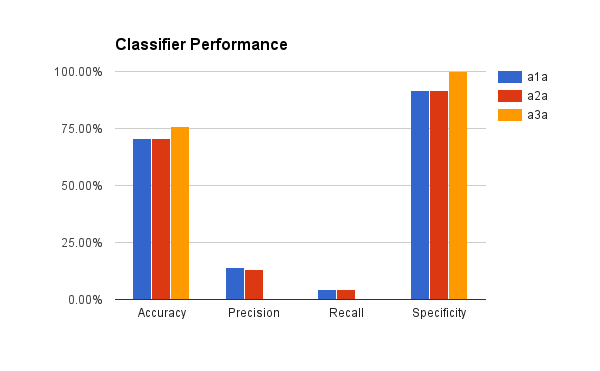 Classifier Performance
100.00%
75.00%
50.00%
25.00%
0.00%
Accuracy Precision Recall Specificity
a1a
a2a
a3a